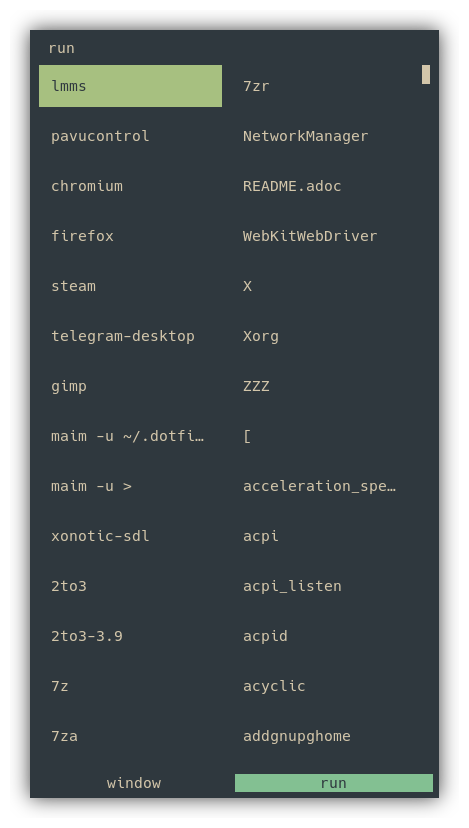 run
lmms
pavucontrol
chromium
firefox
steam
telegram-desktop
gimp
maim -u ~/.dotfi…
maim -u >
xonotic-sdl
2to3
2to3-3.9
7z
7za
7zr
NetworkManager
README.adoc
WebKitWebDriver
X
Xorg
ZZZ
[
acceleration_spe…
acpi
acpi_listen
acpid
acyclic
addgnupghome
window
run